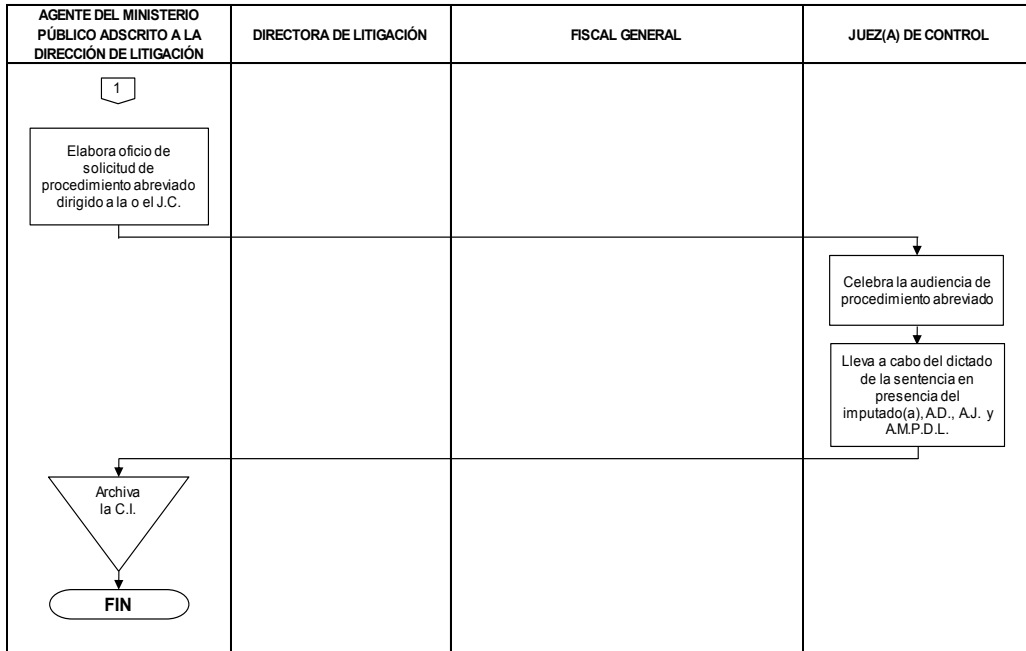 AGENTE DEL MINISTERIO
PÚBLICO ADSCRITO A LA
DIRECCIÓN DE LITIGACIÓN
DIRECTORA DE LITIGACIÓN
FISCAL GENERAL
JUEZ(A) DE CONTROL
1
Elabora oficio de
solicitud de
procedimiento abreviado
dirigido a la o el J.C.
Celebra la audiencia de
procedimiento abreviado
Lleva a cabo del dictado
de la sentencia en
presencia del
imputado(a), A.D., A.J. y
A.M.P.D.L.
Archiva
la C.I.
FIN